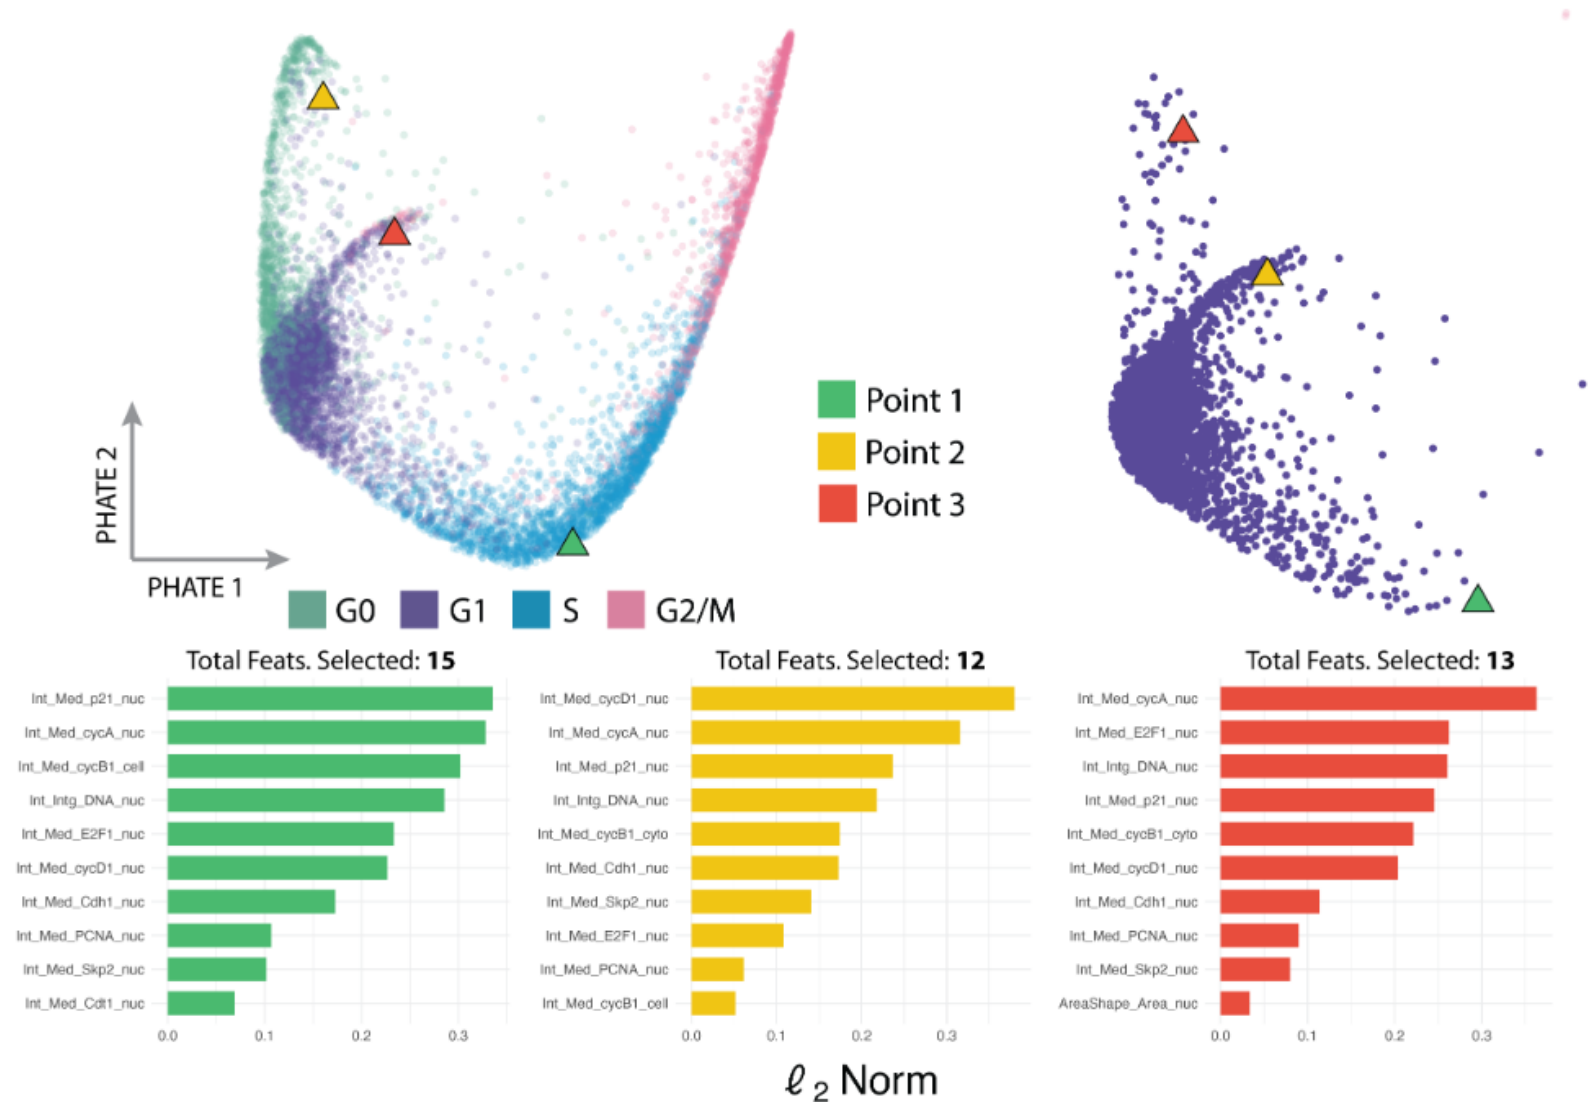 PHATE 2
PHATE 1
G0 G1 S G2/M
Point 1
Point 2
Point 3
Total Feats. Selected: 15
Int_Med_p21_nuc
Int_Med_cycA_nuc
Int_Med_cycB1_cell
Int_Intg_DNA_nuc
Int_Med_E2F1_nuc
Int_Med_cycD1_nuc
Int_Med_Cdh1_nuc
Int_Med_PCNA_nuc
Int_Med_Skp2_nuc
Int_Med_Cdt1_nuc
0.0 0.1 0.2 0.3
Total Feats. Selected: 12
Int_Med_cycD1_nuc
Int_Med_cycA_nuc
Int_Med_p21_nuc
Int_Intg_DNA_nuc
Int_Med_cycB1_cyto
Int_Med_Cdh1_nuc
Int_Med_Skp2_nuc
Int_Med_E2F1_nuc
Int_Med_PCNA_nuc
Int_Med_cycB1_cell
0.0 0.1 0.2 0.3
Total Feats. Selected: 13
Int_Med_cycA_nuc
Int_Med_E2F1_nuc
Int_Intg_DNA_nuc
Int_Med_p21_nuc
Int_Med_cycB1_cyto
Int_Med_cycD1_nuc
Int_Med_Cdh1_nuc
Int_Med_PCNA_nuc
Int_Med_Skp2_nuc
AreaShape_Area_nuc
0.0 0.1 0.2 0.3
ℓ₂ Norm